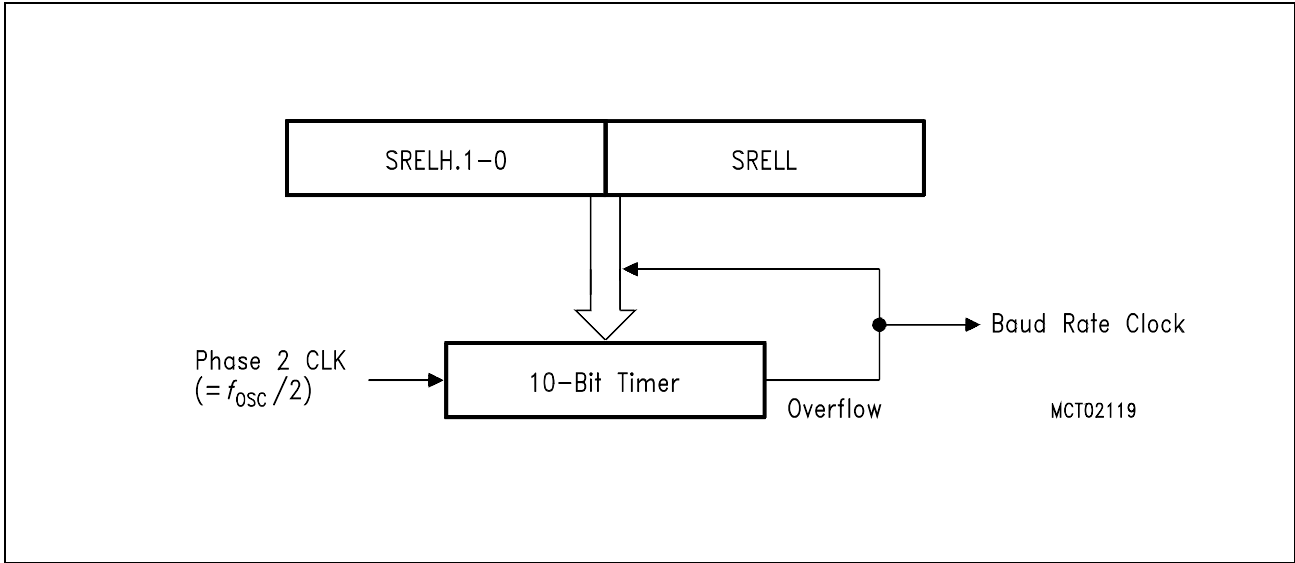 SRELH.1-0
SRELL
Baud Rate Clock
Phase 2 CLK
(= fOSC /2)
10-Bit Timer
Overflow
MCT02119